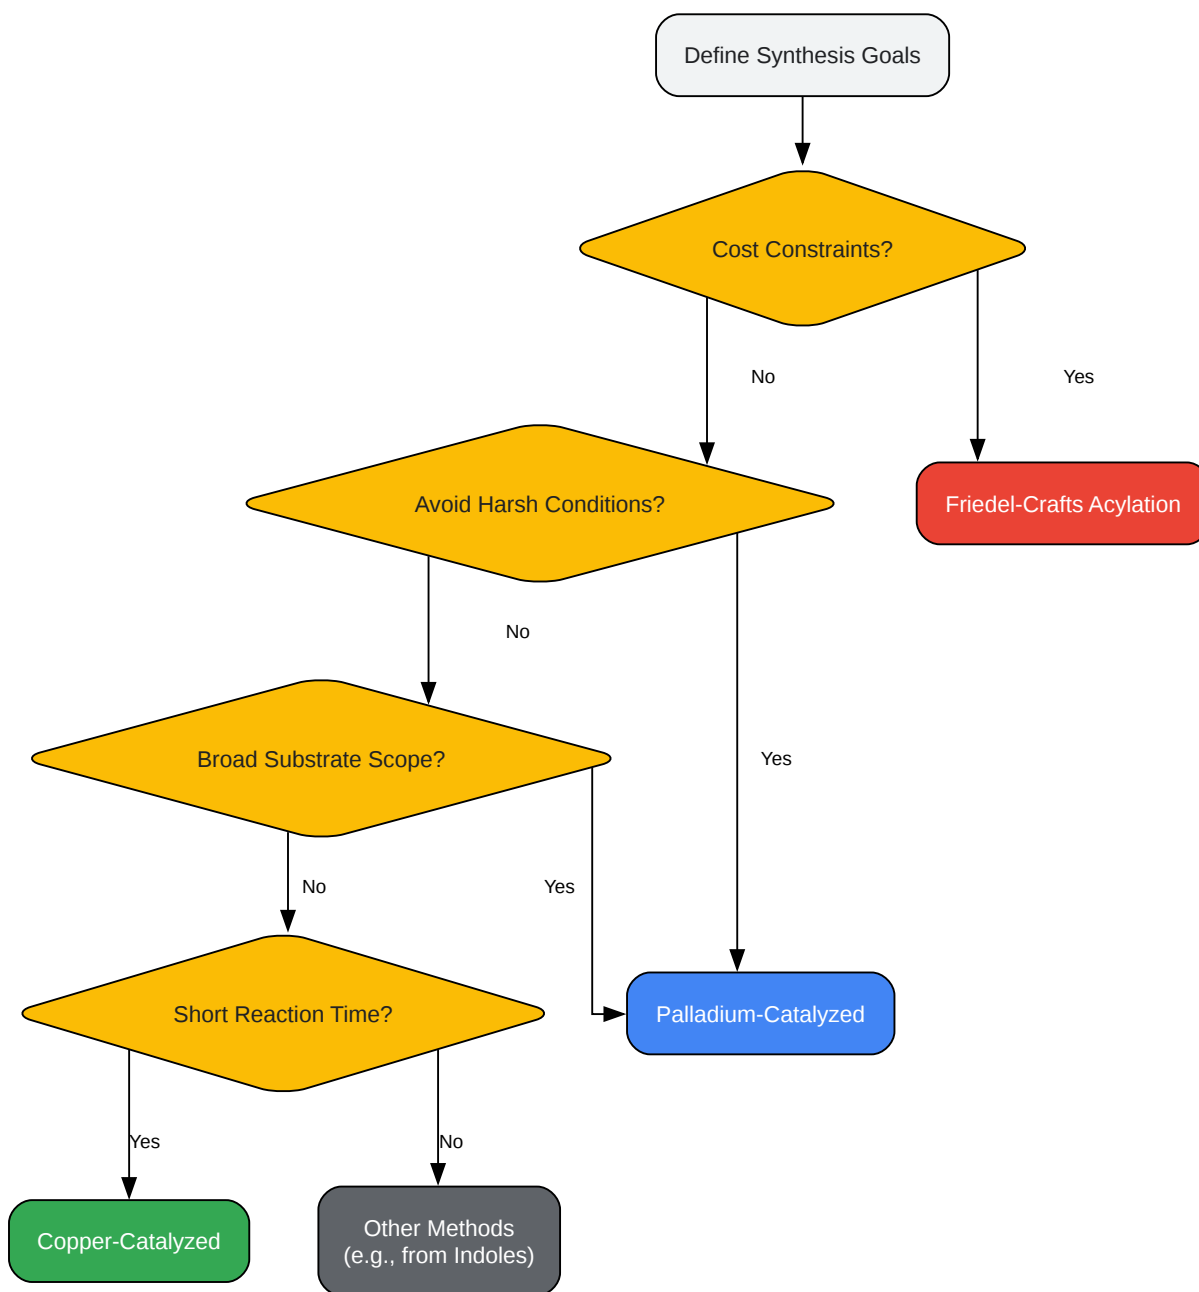 Define Synthesis Goals
Cost Constraints?
No
Yes
Avoid Harsh Conditions?
Friedel-Crafts Acylation
No
Broad Substrate Scope?
Yes
No
Yes
Short Reaction Time?
Palladium-Catalyzed
Yes
No
Copper-Catalyzed
Other Methods
(e.g., from Indoles)